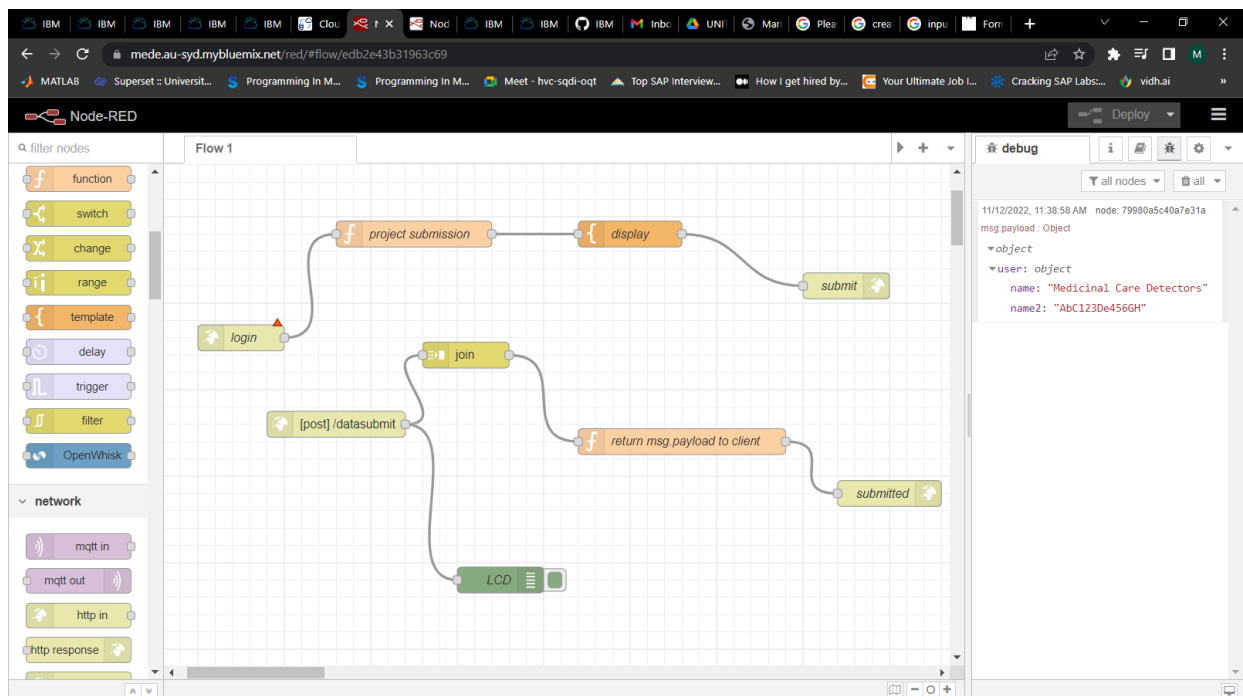 IBM IBM IBM IBM IBM Clou N Nod IBM IBM IBM Inbo UNI Mari Plea crea inpu Form
mede.au-syd.mybluemix.net/red/#flow/edb2e43b31963c69
M
MATLAB Superset :: Universit... Programming In M... Programming In M... Meet - hvc-sqdi-oqt Top SAP Interview... How I get hired by... Your Ultimate Job I... Cracking SAP Labs:... vidh.ai »
Node-RED
Deploy
filter nodes
Flow 1
debug
i
all nodes
all
function
switch
change
range
template
delay
trigger
filter
OpenWhisk
network
mqtt in
mqtt out
http in
http response
project submission
display
submit
login
join
[post] /datasubmit
return msg.payload to client
submitted
LCD
11/12/2022, 11:38:58 AM node: 79980a5c40a7e31a
msg.payload : Object
object
user: object
name: "Medicinal Care Detectors"
name2: "AbC123De456GH"